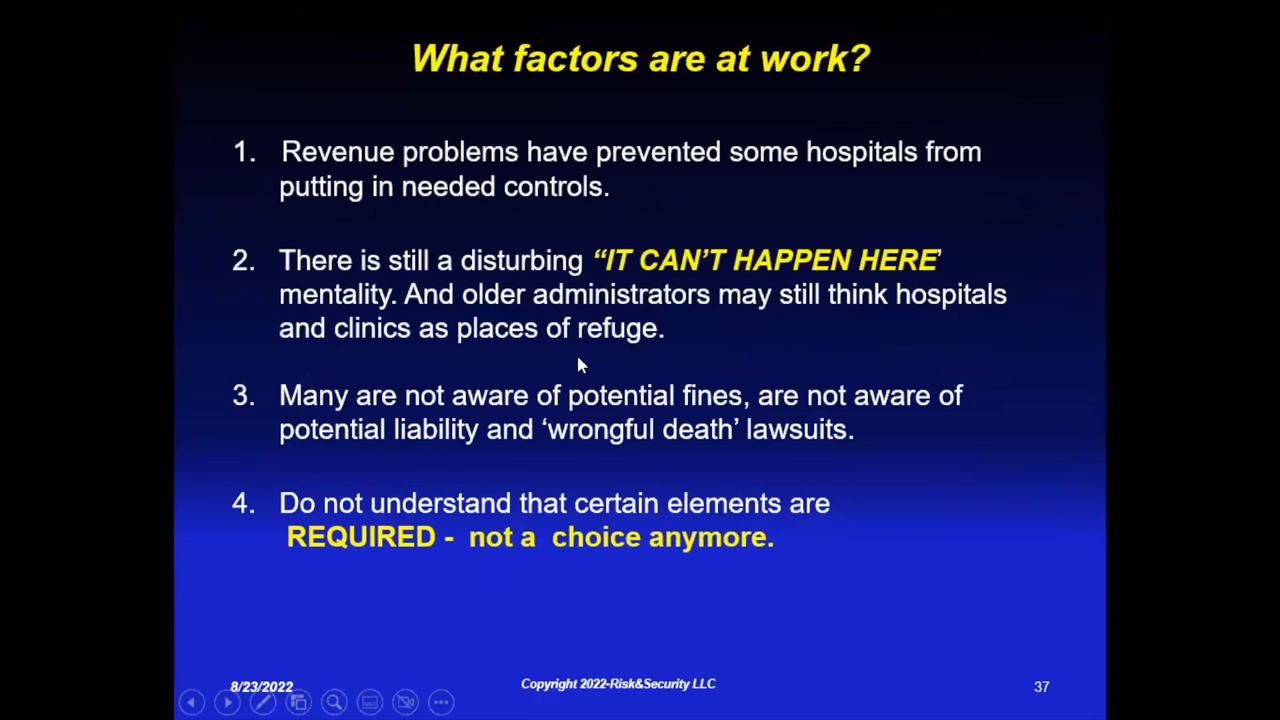 What factors are at work?
1. Revenue problems have prevented some hospitals from
putting in needed controls.
2. There is still a disturbing “IT CAN’T HAPPEN HERE’
mentality. And older administrators may still think hospitals
and clinics as places of refuge.
3. Many are not aware of potential fines, are not aware of
potential liability and ‘wrongful death’ lawsuits.
4. Do not understand that certain elements are
REQUIRED - not a choice anymore.
8/23/2022
Copyright 2022-Risk&Security LLC
37